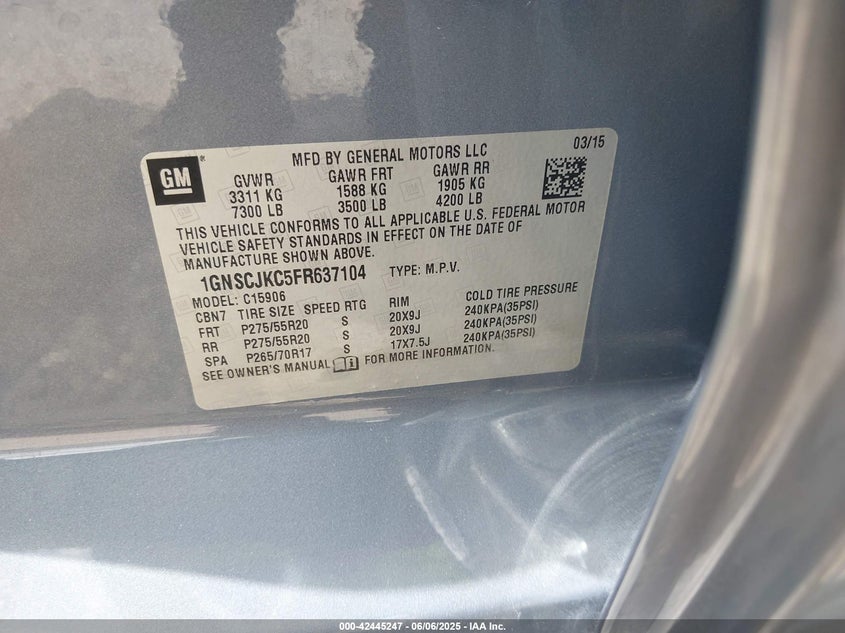 GM
MFD BY GENERAL MOTORS LLC
03/15
GVWR GAWR FRT GAWR RR
3311 KG 1588 KG 1905 KG
7300 LB 3500 LB 4200 LB
THIS VEHICLE CONFORMS TO ALL APPLICABLE U.S. FEDERAL MOTOR
VEHICLE SAFETY STANDARDS IN EFFECT ON THE DATE OF
MANUFACTURE SHOWN ABOVE.
1GNSCJKC5FR637104 TYPE: M.P.V.
MODEL: C15906
CBN7 TIRE SIZE SPEED RTG RIM COLD TIRE PRESSURE
FRT P275/55R20 S 20X9J 240KPA(35PSI)
RR P275/55R20 S 20X9J 240KPA(35PSI)
SPA P265/70R17 S 17X7.5J 240KPA(35PSI)
SEE OWNER'S MANUAL FOR MORE INFORMATION.
000-42445247 - 06/06/2025 - IAA Inc.